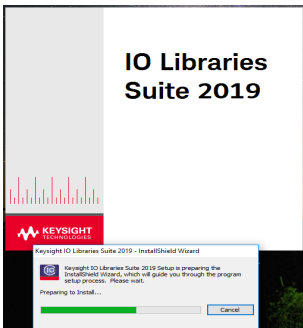 IO Libraries
Suite 2019
KEYSIGHT
TECHNOLOGIES
Keysight IO Libraries Suite 2019 - InstallShield Wizard
Keysight IO Libraries Suite 2019 Setup is preparing the
InstallShield Wizard, which will guide you through the program
setup process. Please wait.
Preparing to Install...
Cancel